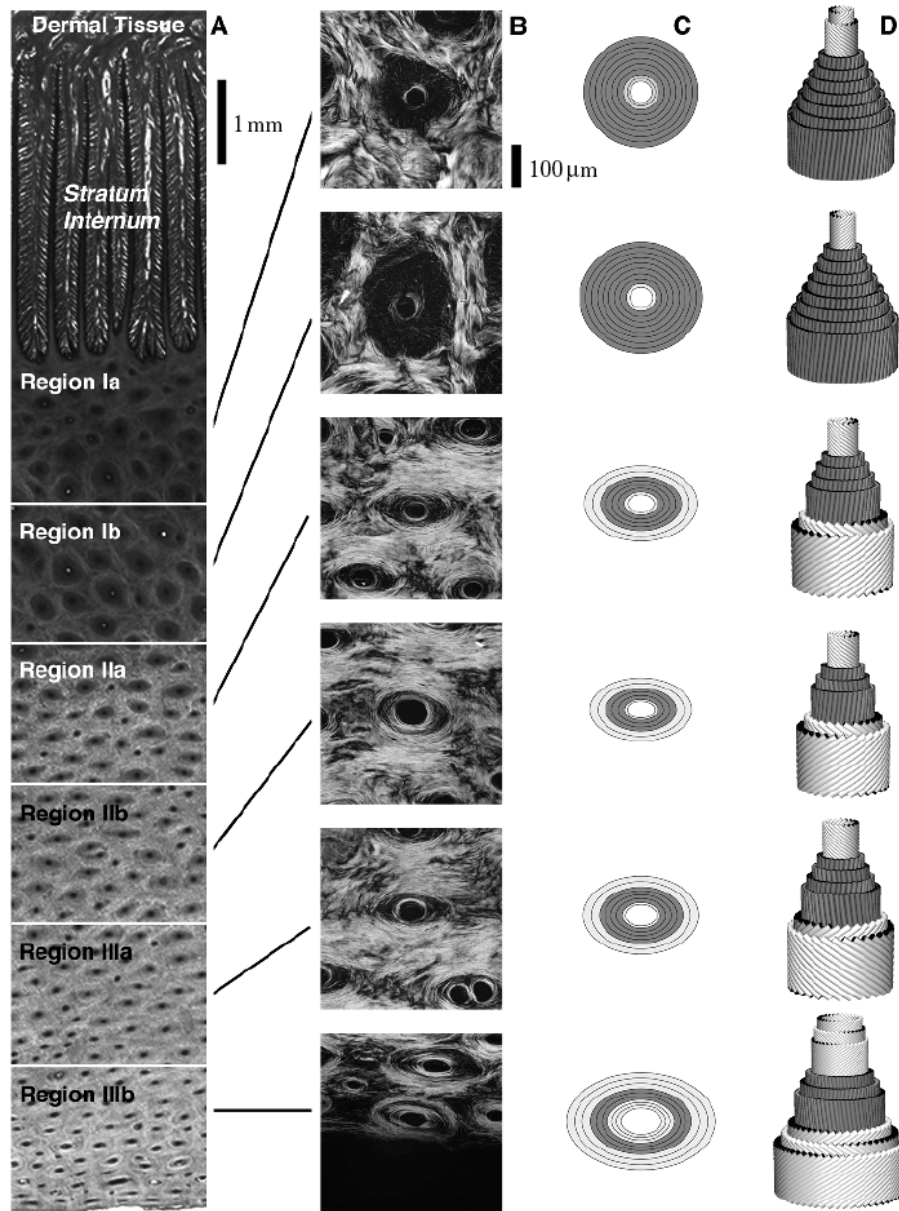 Dermal Tissue
A
B
C
D
1 mm
100 μm
Stratum
Internum
Region Ia
Region Ib
Region IIa
Region IIb
Region IIIa
Region IIIb